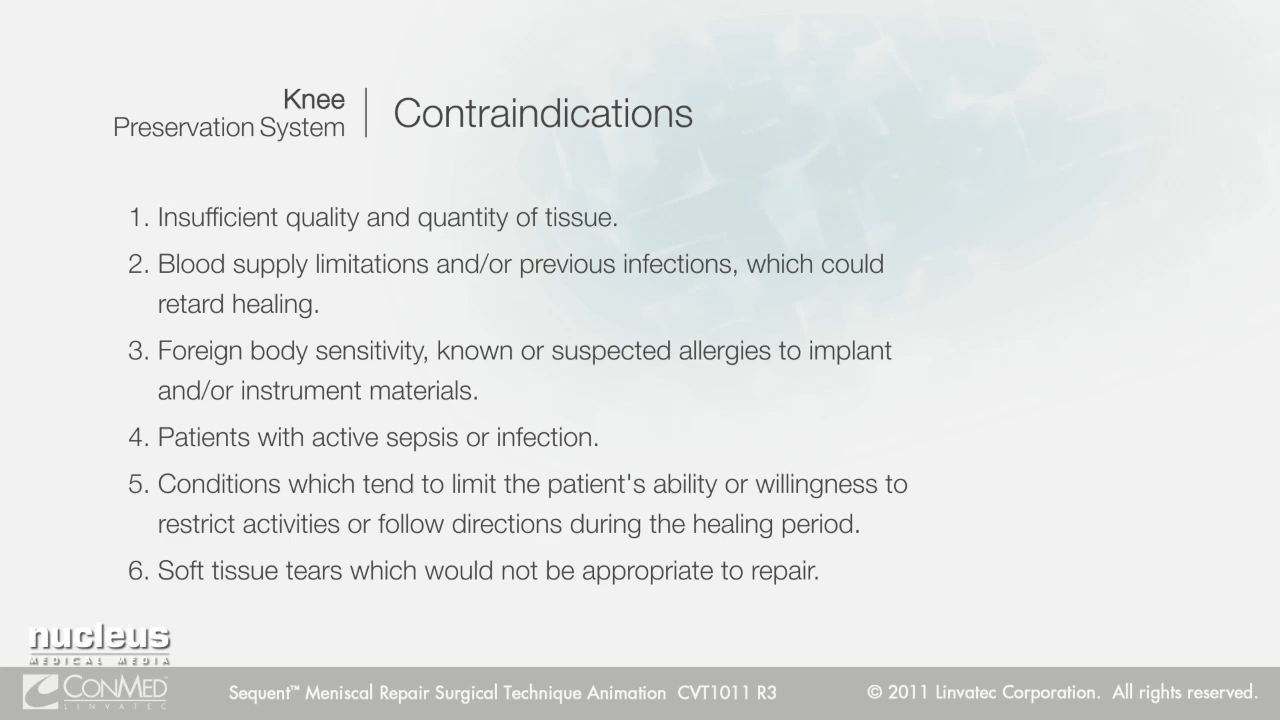 Knee
Preservation System
Contraindications
1. Insufficient quality and quantity of tissue.
2. Blood supply limitations and/or previous infections, which could
retard healing.
3. Foreign body sensitivity, known or suspected allergies to implant
and/or instrument materials.
4. Patients with active sepsis or infection.
5. Conditions which tend to limit the patient's ability or willingness to
restrict activities or follow directions during the healing period.
6. Soft tissue tears which would not be appropriate to repair.
nucleus
MEDICAL MEDIA
CONMED™
LINVATEC
Sequent™ Meniscal Repair Surgical Technique Animation CVT1011 R3
© 2011 Linvatec Corporation. All rights reserved.